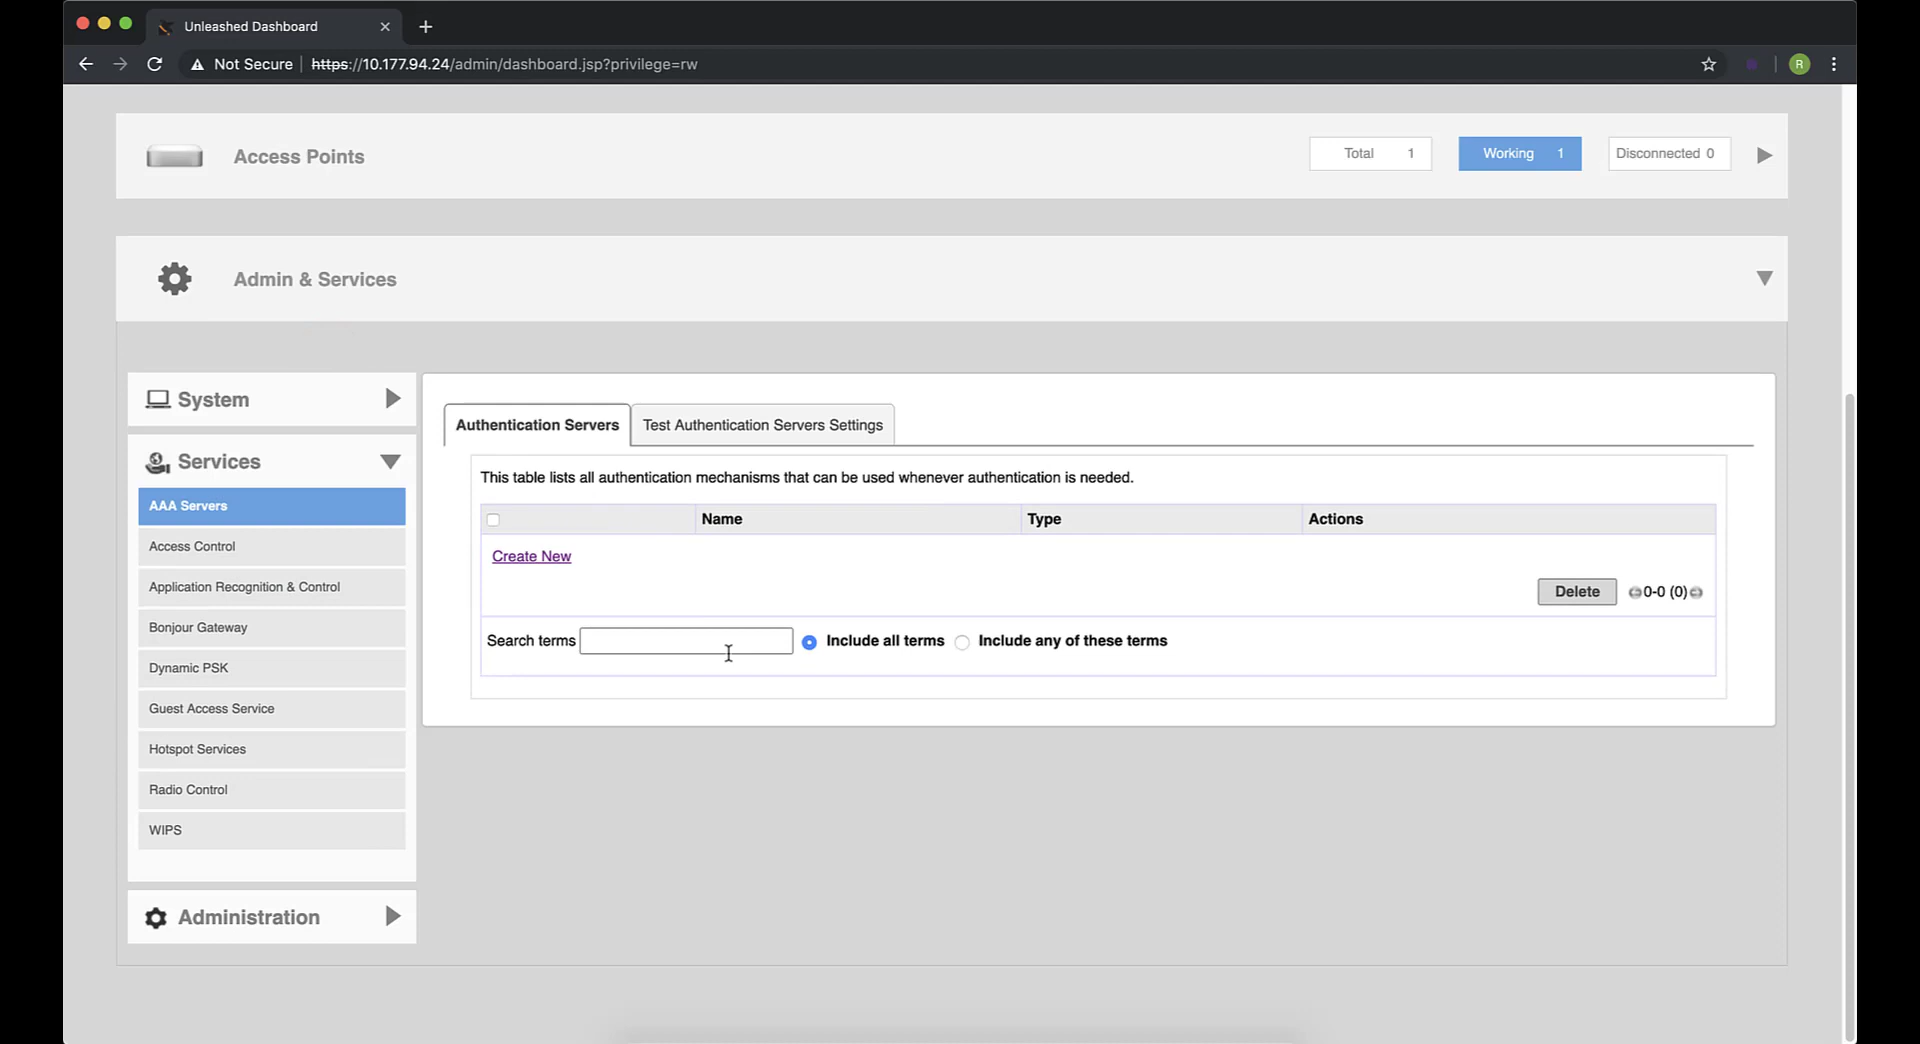 Unleashed Dashboard
Not Secure https://10.177.94.24/admin/dashboard.jsp?privilege=rw R
Access Points Total 1 Working 1 Disconnected 0
Admin & Services
System
Authentication Servers Test Authentication Servers Settings
Services
This table lists all authentication mechanisms that can be used whenever authentication is needed.
AAA Servers
Name Type Actions
Access Control
Create New
Application Recognition & Control
Delete 0-0 (0)
Bonjour Gateway
Search terms Include all terms Include any of these terms
Dynamic PSK
Guest Access Service
Hotspot Services
Radio Control
WIPS
Administration